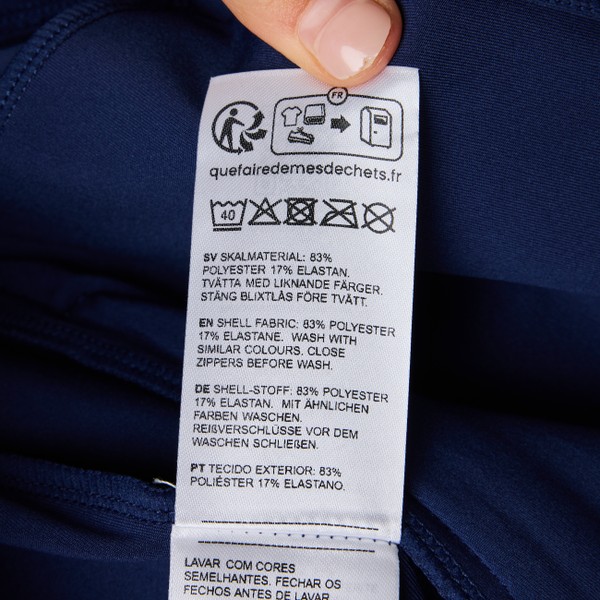 FR
quefairedemesdechets.fr
40
SV SKALMATERIAL: 83%
POLYESTER 17% ELASTAN.
TVÄTTA MED LIKNANDE FÄRGER.
STÄNG BLIXTLÅS FÖRE TVÄTT.
EN SHELL FABRIC: 83% POLYESTER
17% ELASTANE. WASH WITH
SIMILAR COLOURS. CLOSE
ZIPPERS BEFORE WASH.
DE SHELL-STOFF: 83% POLYESTER
17% ELASTAN. MIT ÄHNLICHEN
FARBEN WASCHEN.
REIßVERSCHLÜSSE VOR DEM
WASCHEN SCHLIEßEN.
PT TECIDO EXTERIOR: 83%
POLIÉSTER 17% ELASTANO.
LAVAR COM CORES
SEMELHANTES. FECHAR OS
FECHOS ANTES DE LAVAR